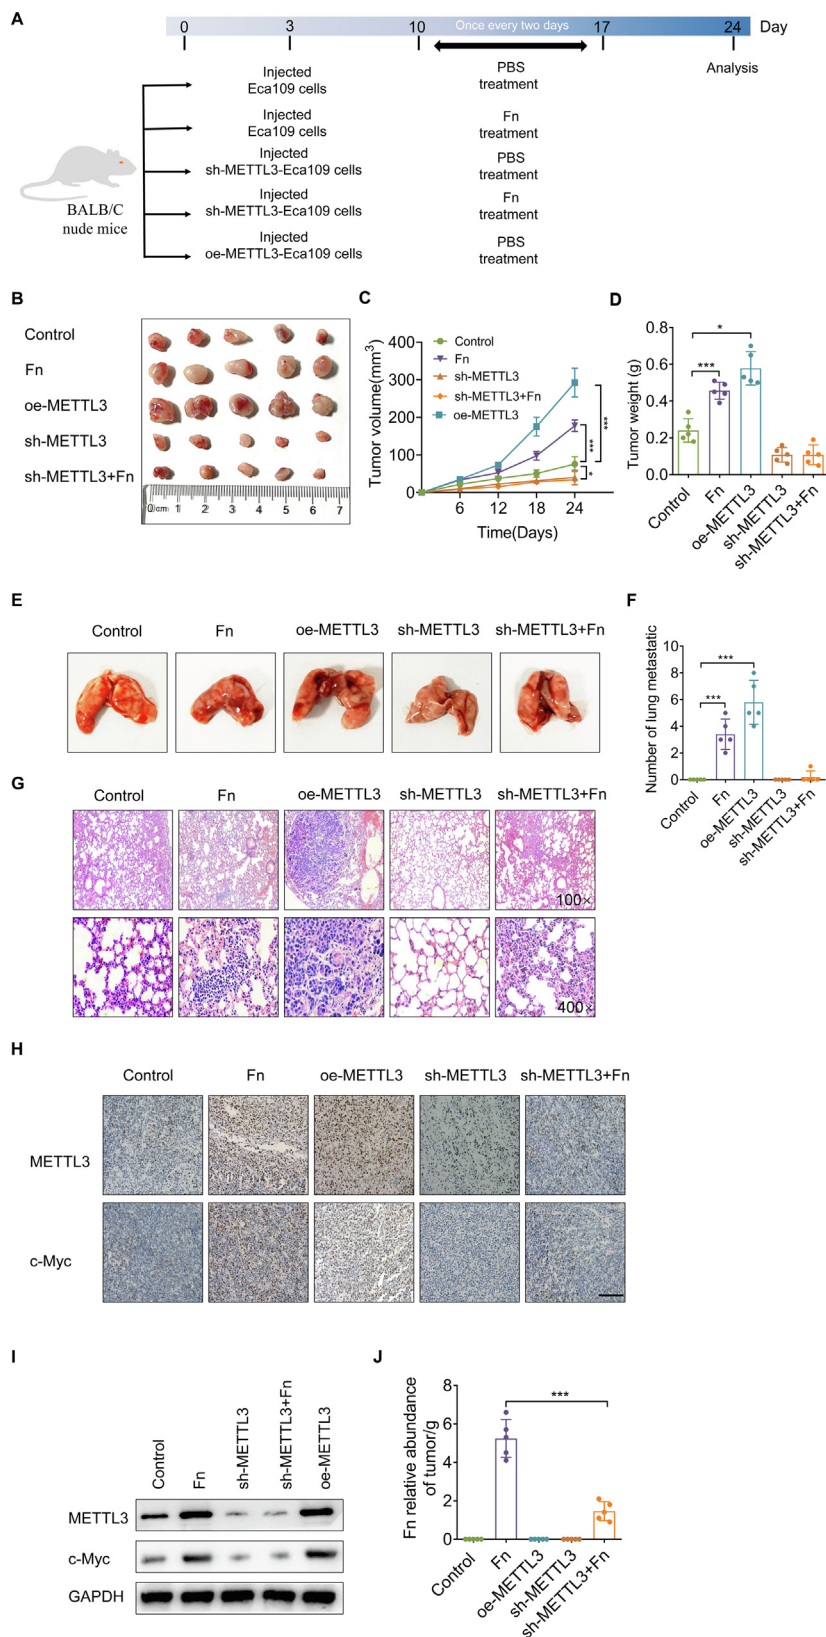 A
Once every two days
0 3 10 17 24 Day
Analysis
Injected
Eca109 cells
PBS
treatment
Injected
Eca109 cells
Fn
treatment
Injected
sh-METTL3-Eca109 cells
PBS
treatment
Injected
sh-METTL3-Eca109 cells
Fn
treatment
Injected
oe-METTL3-Eca109 cells
PBS
treatment
BALB/C
nude mice
B
Control
Fn
oe-METTL3
sh-METTL3
sh-METTL3+Fn
0 cm 1 2 3 4 5 6 7
C
Tumor volume(mm3)
400
300
200
100
0
6 12 18 24
Time(Days)
Control
Fn
sh-METTL3
sh-METTL3+Fn
oe-METTL3
***
***
*
D
Tumor weight (g)
0.8
0.6
0.4
0.2
0.0
*
***
Control
Fn
oe-METTL3
sh-METTL3
sh-METTL3+Fn
E
Control Fn oe-METTL3 sh-METTL3 sh-METTL3+Fn
F
Number of lung metastatic
10
8
6
4
2
0
***
***
Control
Fn
oe-METTL3
sh-METTL3
sh-METTL3+Fn
G
Control Fn oe-METTL3 sh-METTL3 sh-METTL3+Fn
100×
400×
H
Control Fn oe-METTL3 sh-METTL3 sh-METTL3+Fn
METTL3
c-Myc
I
Control
Fn
sh-METTL3
sh-METTL3+Fn
oe-METTL3
METTL3
c-Myc
GAPDH
J
Fn relative abundance
of tumor/g
8
6
4
2
0
***
Control
Fn
oe-METTL3
sh-METTL3
sh-METTL3+Fn